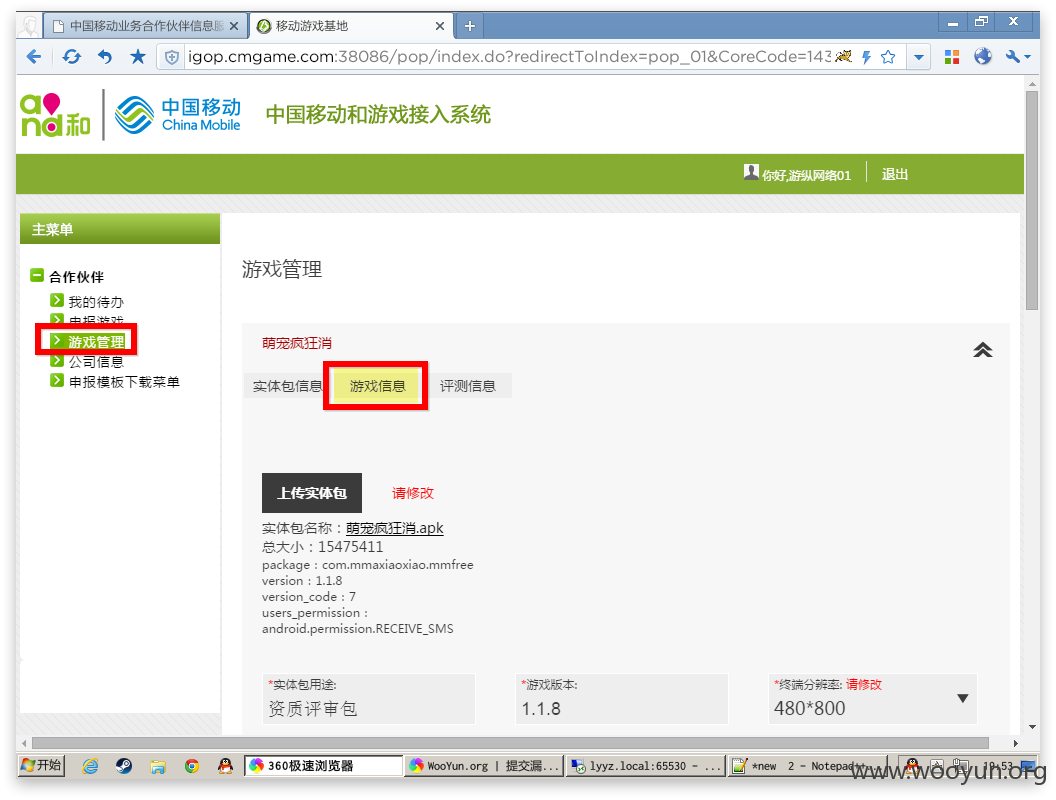 中国移动业务合作伙伴信息服
移动游戏基地
igop.cmgame.com:38086/pop/index.do?redirectToIndex=pop_01&CoreCode=143
and和
中国移动
China Mobile
中国移动和游戏接入系统
你好,游纵网络01
退出
主菜单
合作伙伴
我的待办
申报游戏
游戏管理
公司信息
申报模板下载菜单
游戏管理
萌宠疯狂消
实体包信息
游戏信息
评测信息
上传实体包
请修改
实体包名称：萌宠疯狂消.apk
总大小：15475411
package：com.mmaxiaoxiao.mmfree
version：1.1.8
version_code：7
users_permission：
android.permission.RECEIVE_SMS
*实体包用途:
资质评审包
*游戏版本:
1.1.8
*终端分辨率: 请修改
480*800
开始
360极速浏览器
WooYun.org | 提交漏...
lyyz.local:65530 - ...
*new 2 - Notepad++
19:53
www.wooyun.org